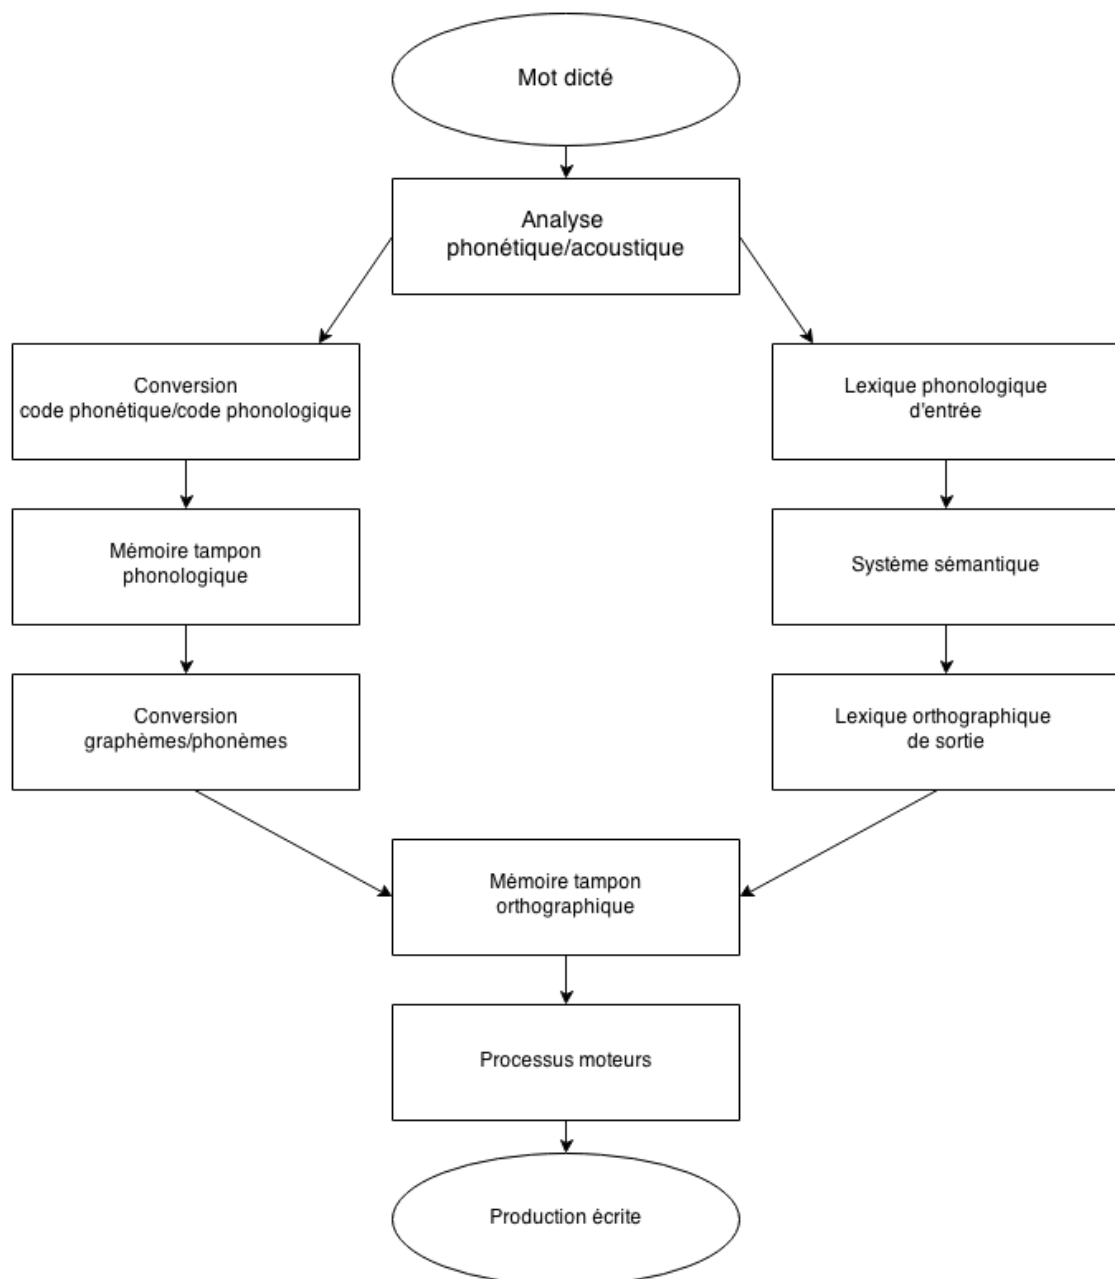 Mot dicté
Analyse
phonétique/acoustique
Conversion
code phonétique/code phonologique
Lexique phonologique
d'entrée
Mémoire tampon
phonologique
Système sémantique
Conversion
graphèmes/phonèmes
Lexique orthographique
de sortie
Mémoire tampon
orthographique
Processus moteurs
Production écrite